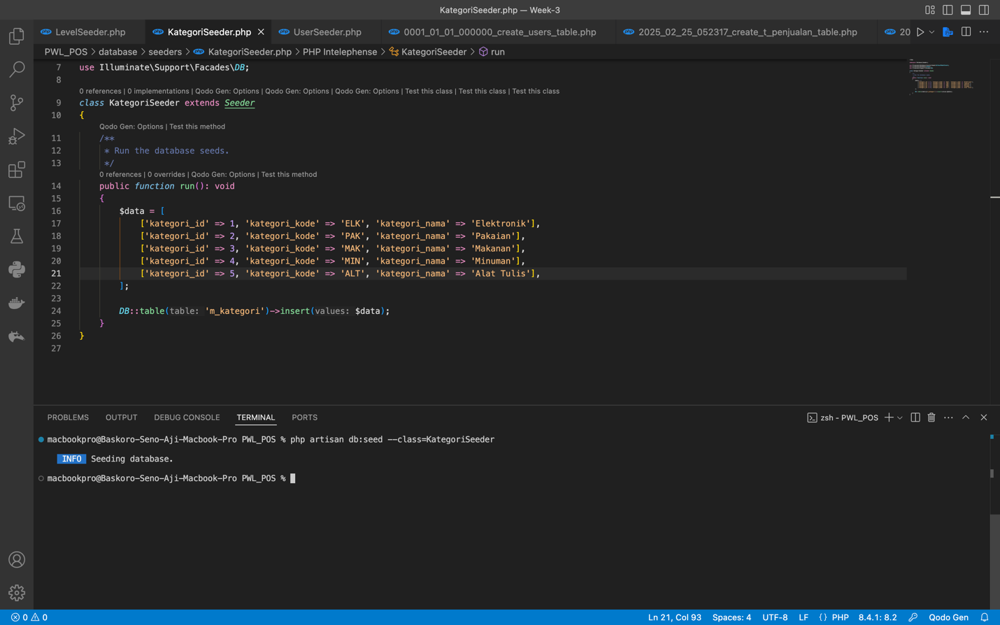 KategoriSeeder.php — Week-3
LevelSeeder.php
KategoriSeeder.php
UserSeeder.php
0001_01_01_000000_create_users_table.php
2025_02_25_052317_create_t_penjualan_table.php
20
PWL_POS > database > seeders > KategoriSeeder.php > PHP Intelephense > KategoriSeeder > run
7 use Illuminate\Support\Facades\DB;
8
0 references | 0 implementations | Qodo Gen: Options | Qodo Gen: Options | Qodo Gen: Options | Test this class | Test this class | Test this class
9 class KategoriSeeder extends Seeder
10 {
Qodo Gen: Options | Test this method
11 /**
12 * Run the database seeds.
13 */
0 references | 0 overrides | Qodo Gen: Options | Test this method
14 public function run(): void
15 {
16 $data = [
17 ['kategori_id' => 1, 'kategori_kode' => 'ELK', 'kategori_nama' => 'Elektronik'],
18 ['kategori_id' => 2, 'kategori_kode' => 'PAK', 'kategori_nama' => 'Pakaian'],
19 ['kategori_id' => 3, 'kategori_kode' => 'MAK', 'kategori_nama' => 'Makanan'],
20 ['kategori_id' => 4, 'kategori_kode' => 'MIN', 'kategori_nama' => 'Minuman'],
21 ['kategori_id' => 5, 'kategori_kode' => 'ALT', 'kategori_nama' => 'Alat Tulis'],
22 ];
23
24 DB::table(table: 'm_kategori')->insert(values: $data);
25 }
26 }
27
PROBLEMS OUTPUT DEBUG CONSOLE TERMINAL PORTS
zsh - PWL_POS
macbookpro@Baskoro-Seno-Aji-Macbook-Pro PWL_POS % php artisan db:seed --class=KategoriSeeder
INFO Seeding database.
macbookpro@Baskoro-Seno-Aji-Macbook-Pro PWL_POS %
0 0
Ln 21, Col 93 Spaces: 4 UTF-8 LF {} PHP 8.4.1: 8.2 Qodo Gen